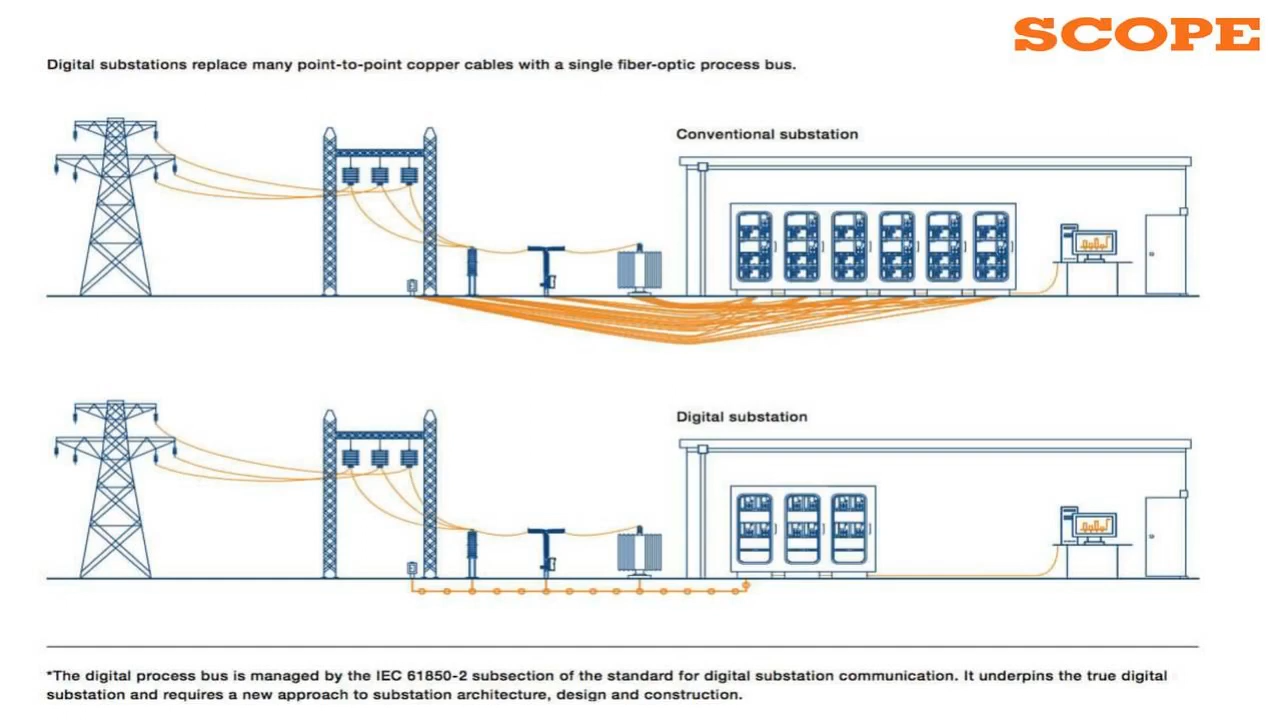 SCOPE
Digital substations replace many point-to-point copper cables with a single fiber-optic process bus.
Conventional substation
Digital substation
*The digital process bus is managed by the IEC 61850-2 subsection of the standard for digital substation communication. It underpins the true digital
substation and requires a new approach to substation architecture, design and construction.